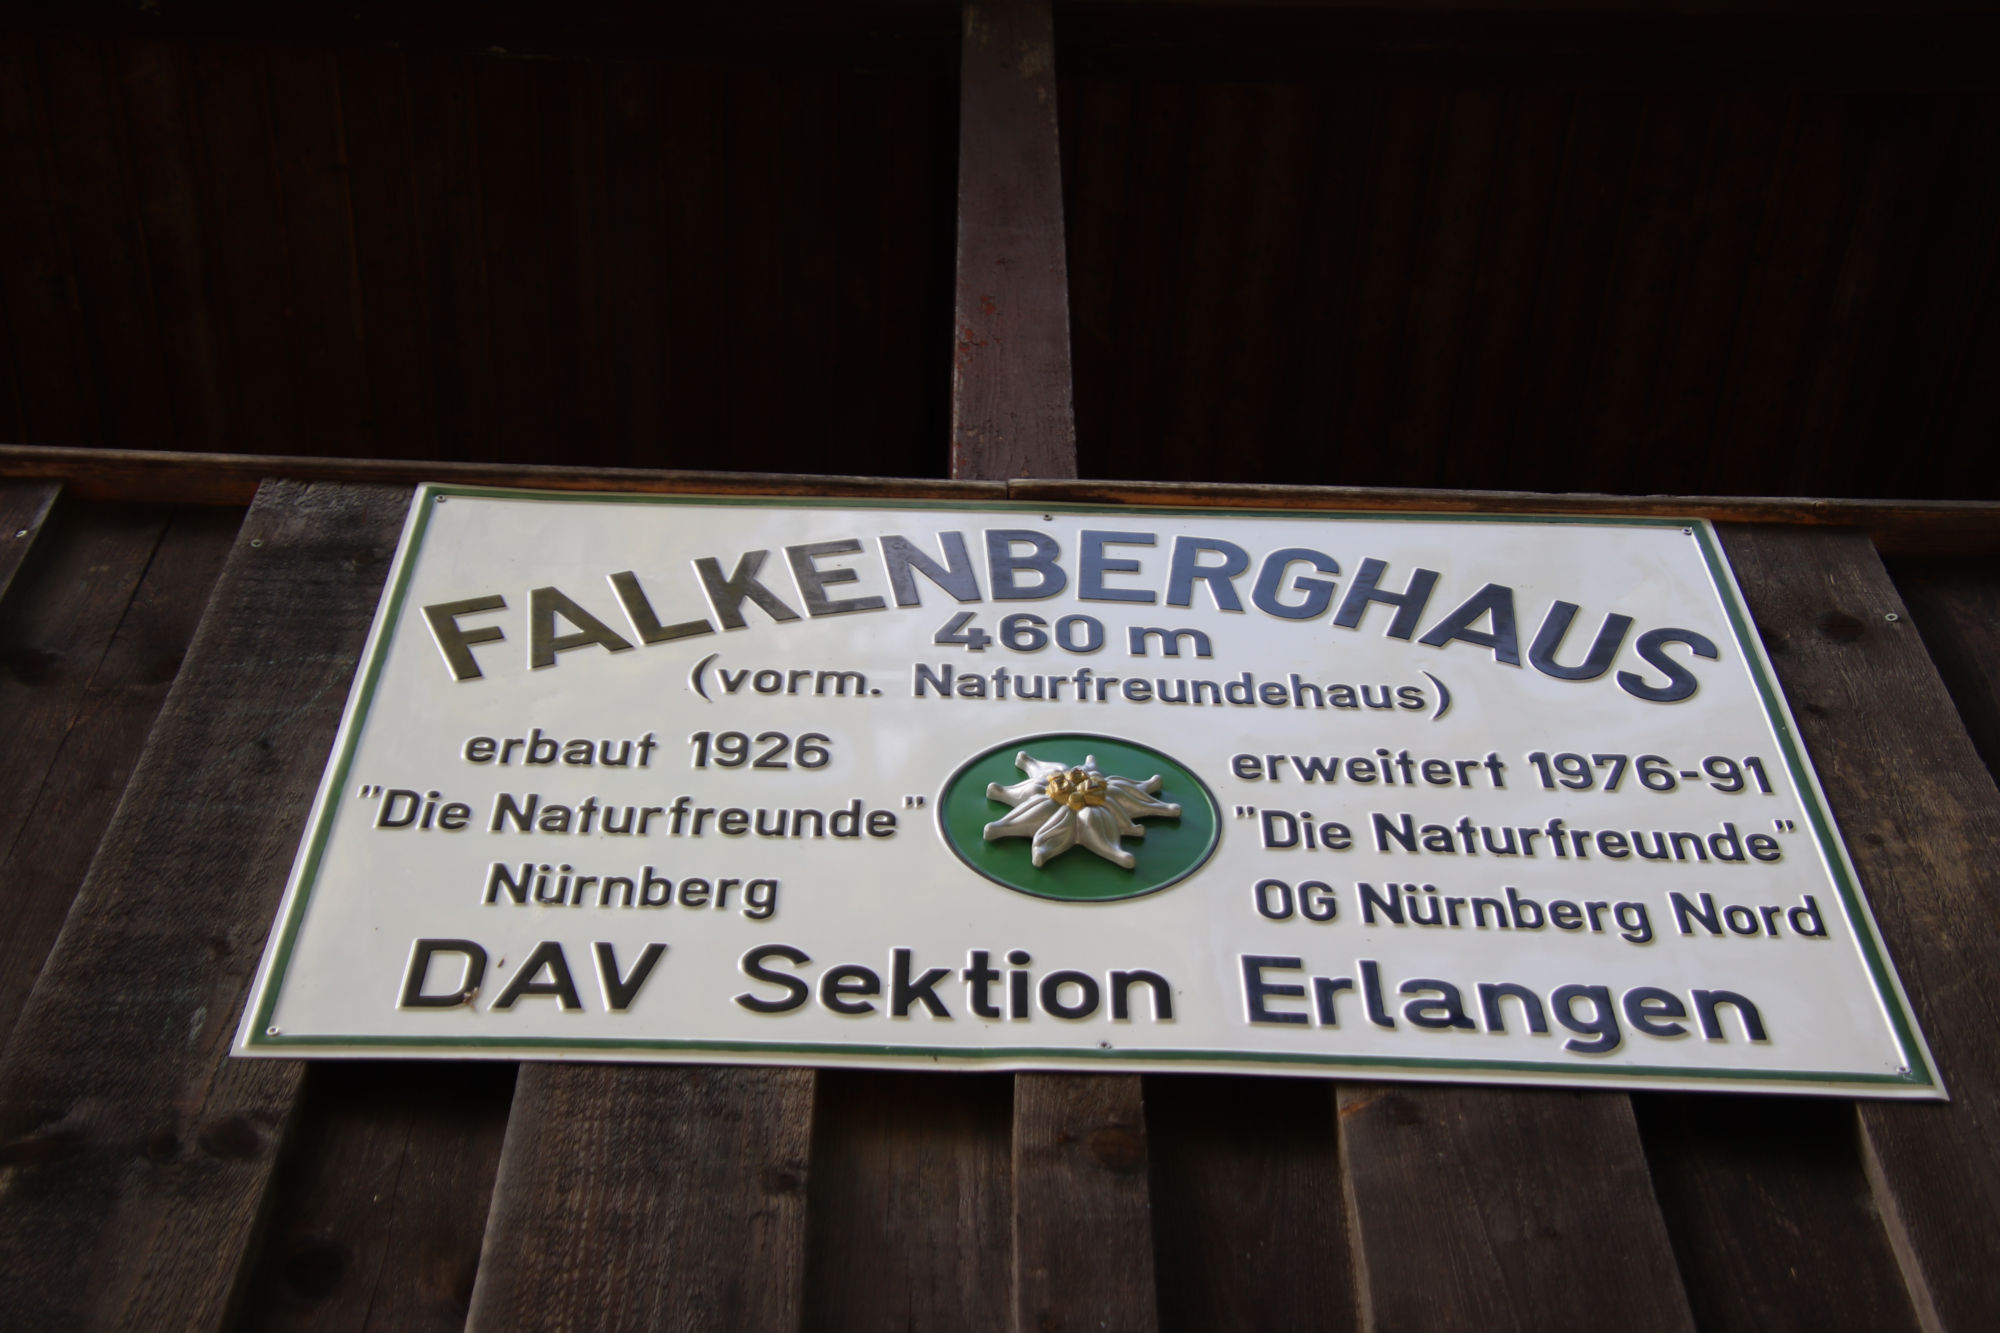 FALKENBERGHAUS
460 m
(vorm. Naturfreundehaus)
erbaut 1926
"Die Naturfreunde"
Nürnberg
erweitert 1976-91
"Die Naturfreunde"
OG Nürnberg Nord
DAV Sektion Erlangen